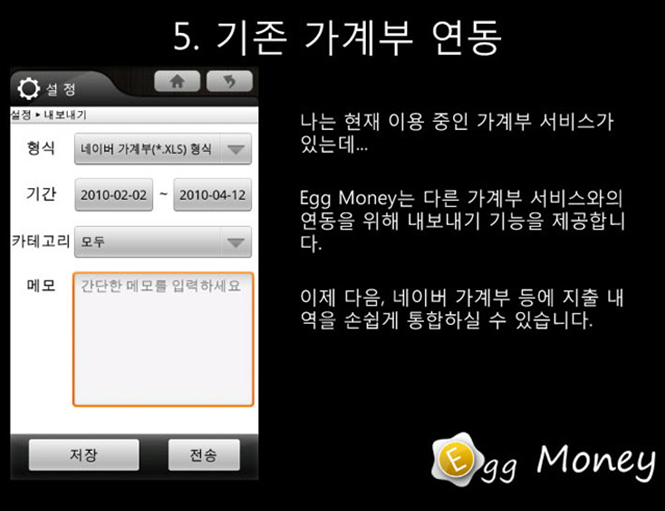 5. 기존 가계부 연동
설정
설정 ▸ 내보내기
형식
네이버 가계부(*.XLS) 형식
기간
2010-02-02 ~ 2010-04-12
카테고리
모두
메모
간단한 메모를 입력하세요
저장
전송
나는 현재 이용 중인 가계부 서비스가
있는데...
Egg Money는 다른 가계부 서비스와의
연동을 위해 내보내기 기능을 제공합니
다.
이제 다음, 네이버 가계부 등에 지출 내
역을 손쉽게 통합하실 수 있습니다.
Egg Money